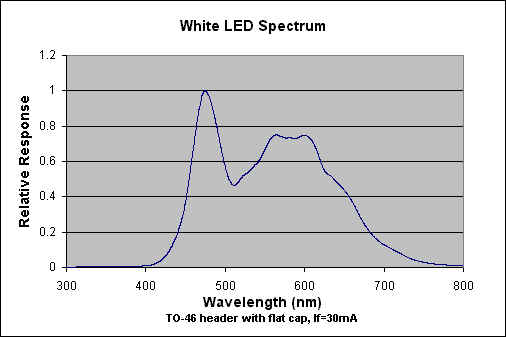 White LED Spectrum
Relative Response
1.2
1
0.8
0.6
0.4
0.2
0
300 400 500 600 700 800
Wavelength (nm)
TO-46 header with flat cap, If=30mA